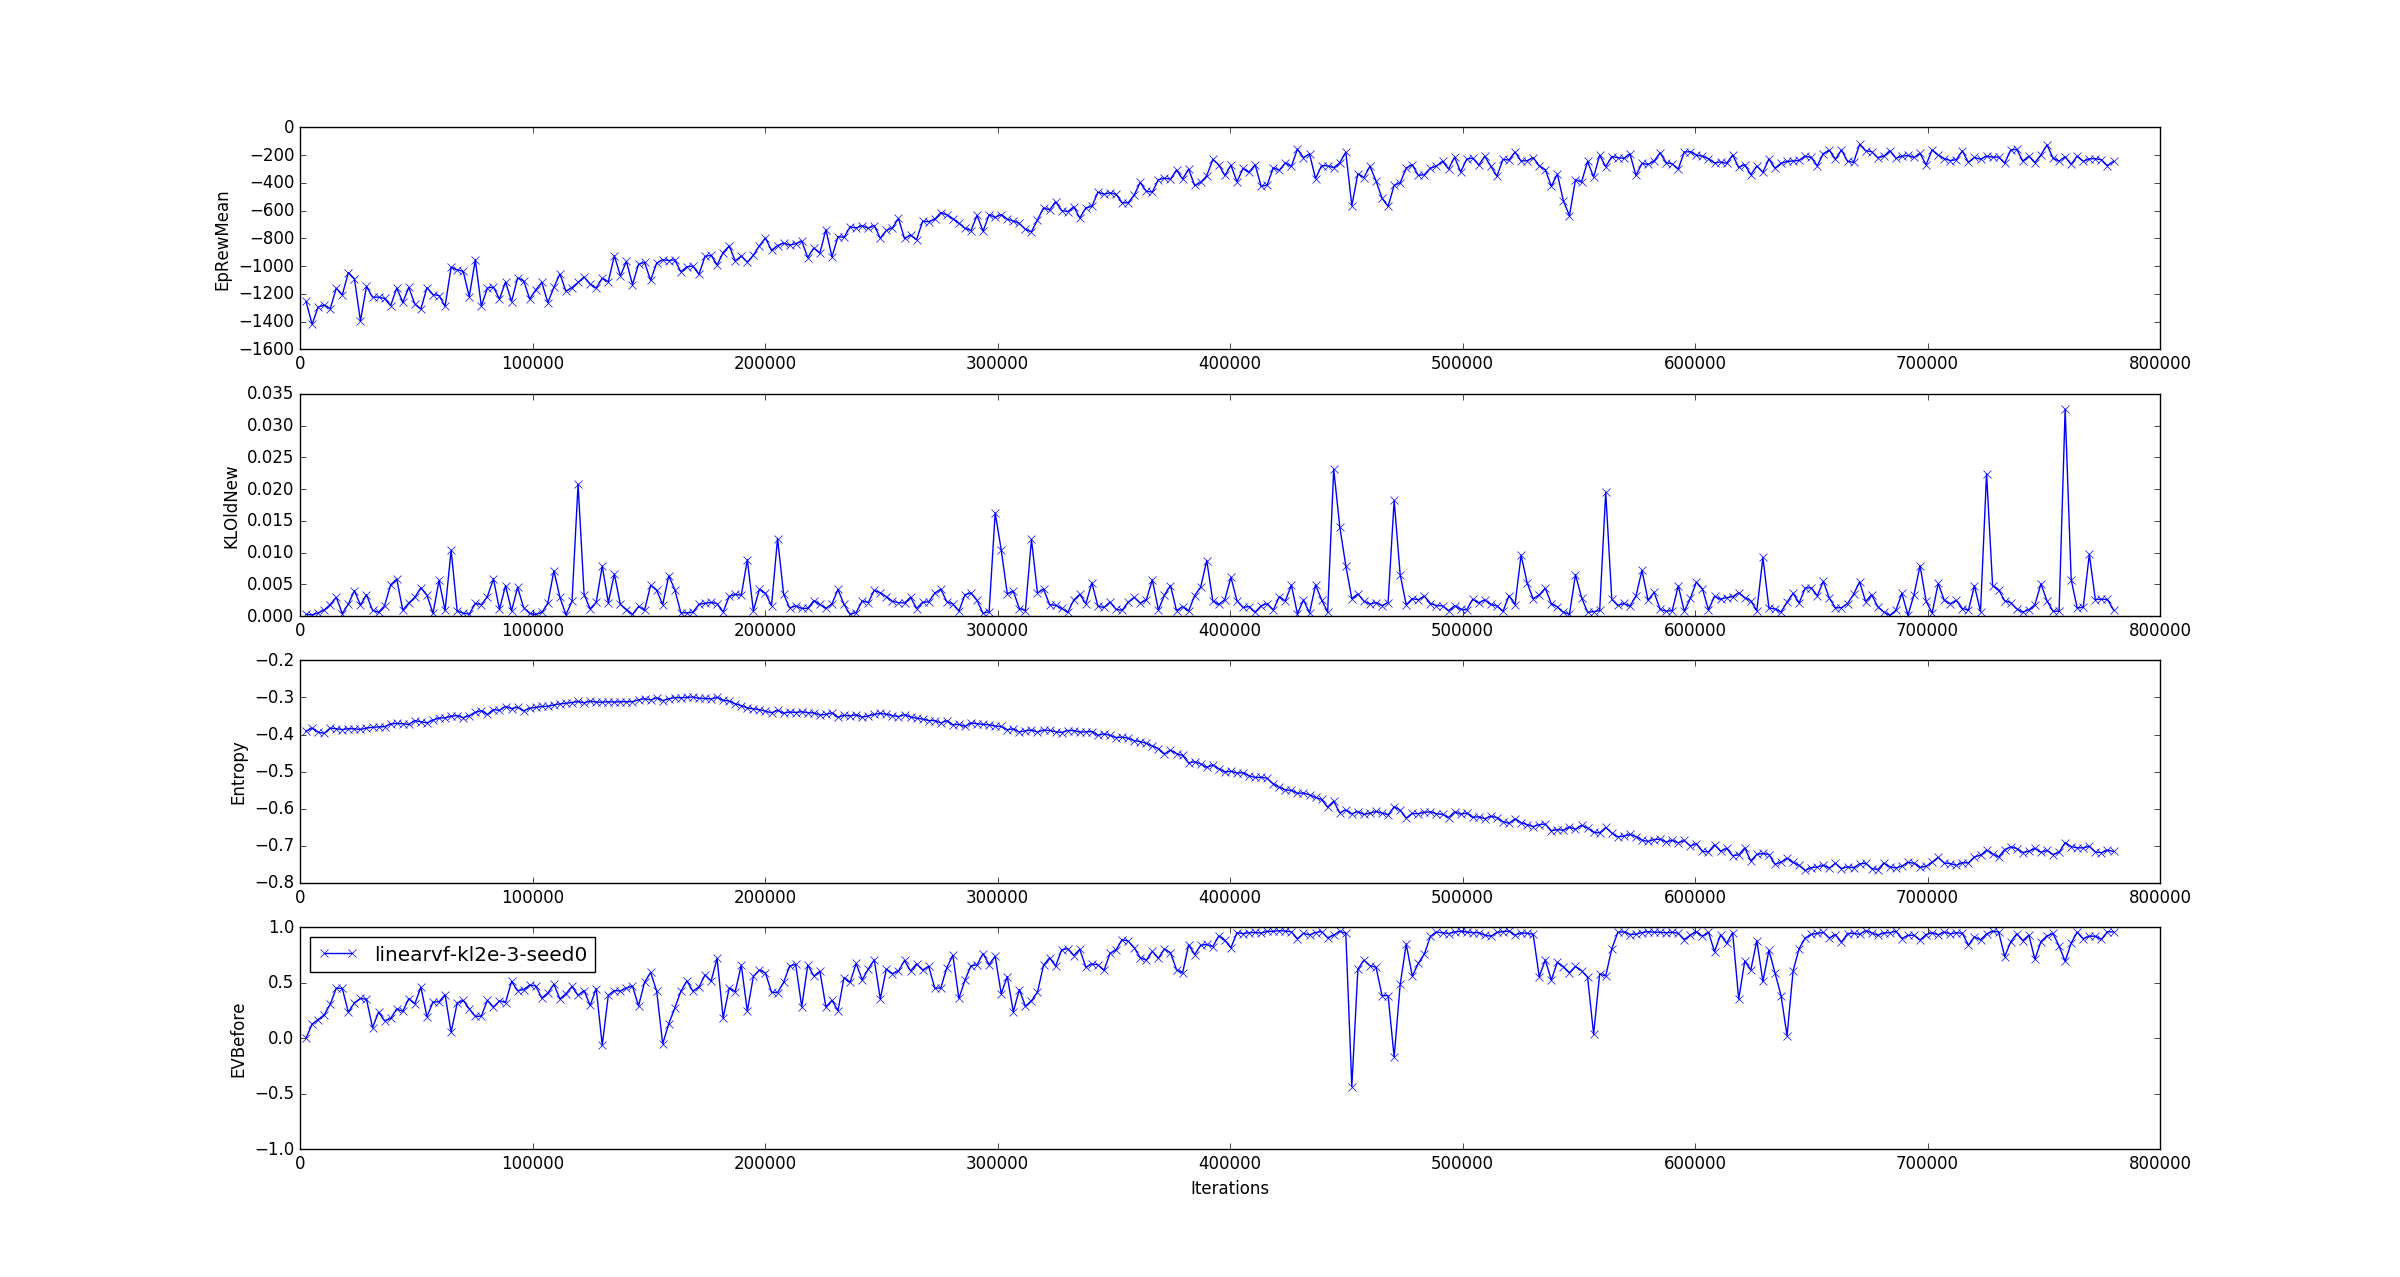 EpRewMean
0
−200
−400
−600
−800
−1000
−1200
−1400
−1600
0 100000 200000 300000 400000 500000 600000 700000 800000
KLOldNew
0.035
0.030
0.025
0.020
0.015
0.010
0.005
0.000
0 100000 200000 300000 400000 500000 600000 700000 800000
Entropy
−0.2
−0.3
−0.4
−0.5
−0.6
−0.7
−0.8
0 100000 200000 300000 400000 500000 600000 700000 800000
EVBefore
1.0
0.5
0.0
−0.5
−1.0
linearvf-kl2e-3-seed0
0 100000 200000 300000 400000 500000 600000 700000 800000
Iterations